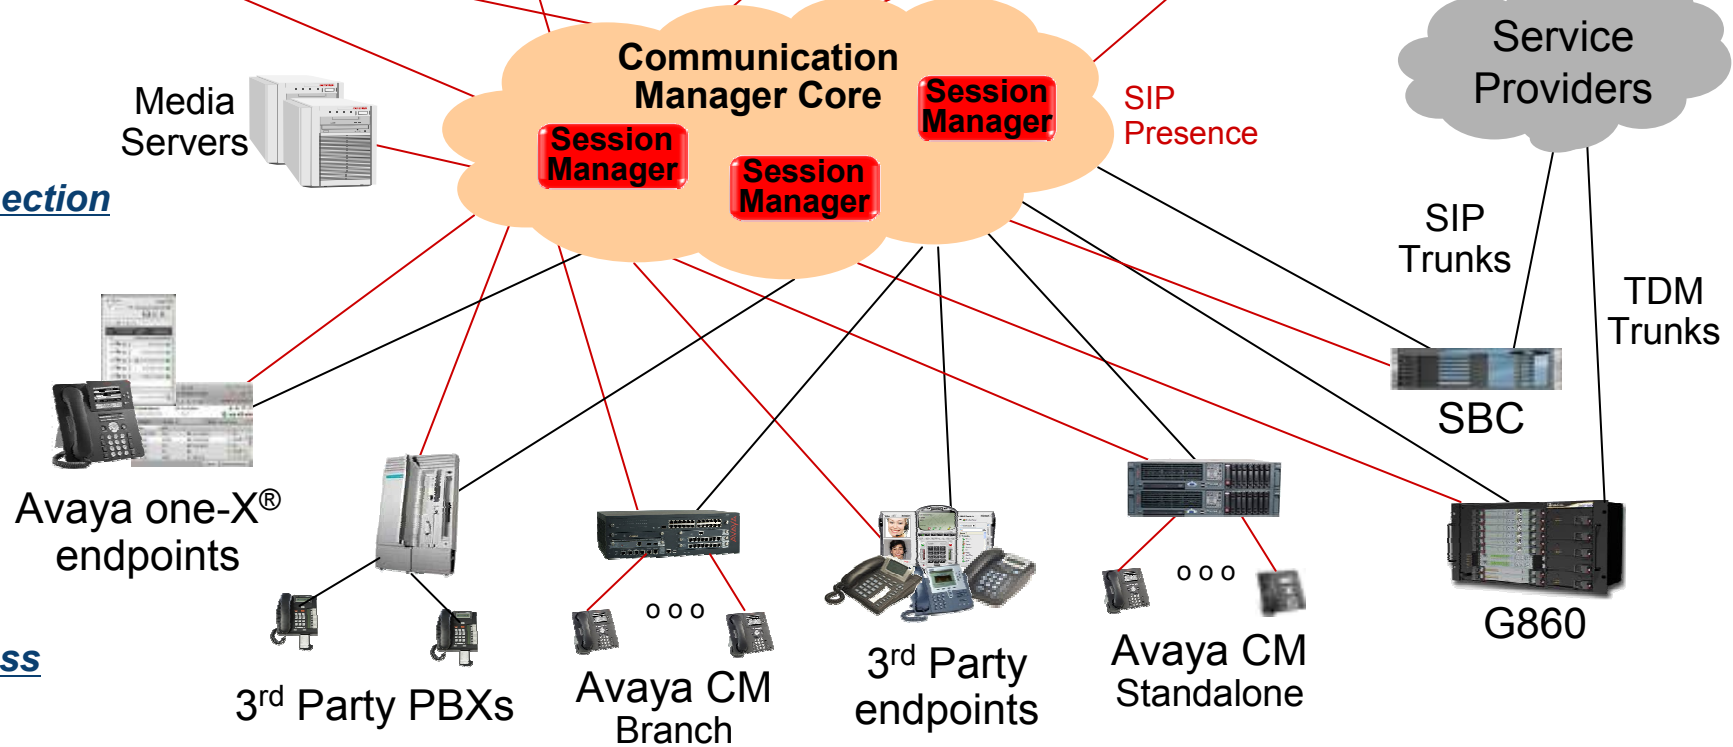 Communication
Manager Core
Service
Providers
Media
Servers
Session
Manager
Session
Manager
Session
Manager
SIP
Presence
ection
SIP
Trunks
TDM
Trunks
SBC
Avaya one-X®
endpoints
o o o
o o o
G860
ss
3rd Party PBXs
Avaya CM
Branch
3rd Party
endpoints
Avaya CM
Standalone